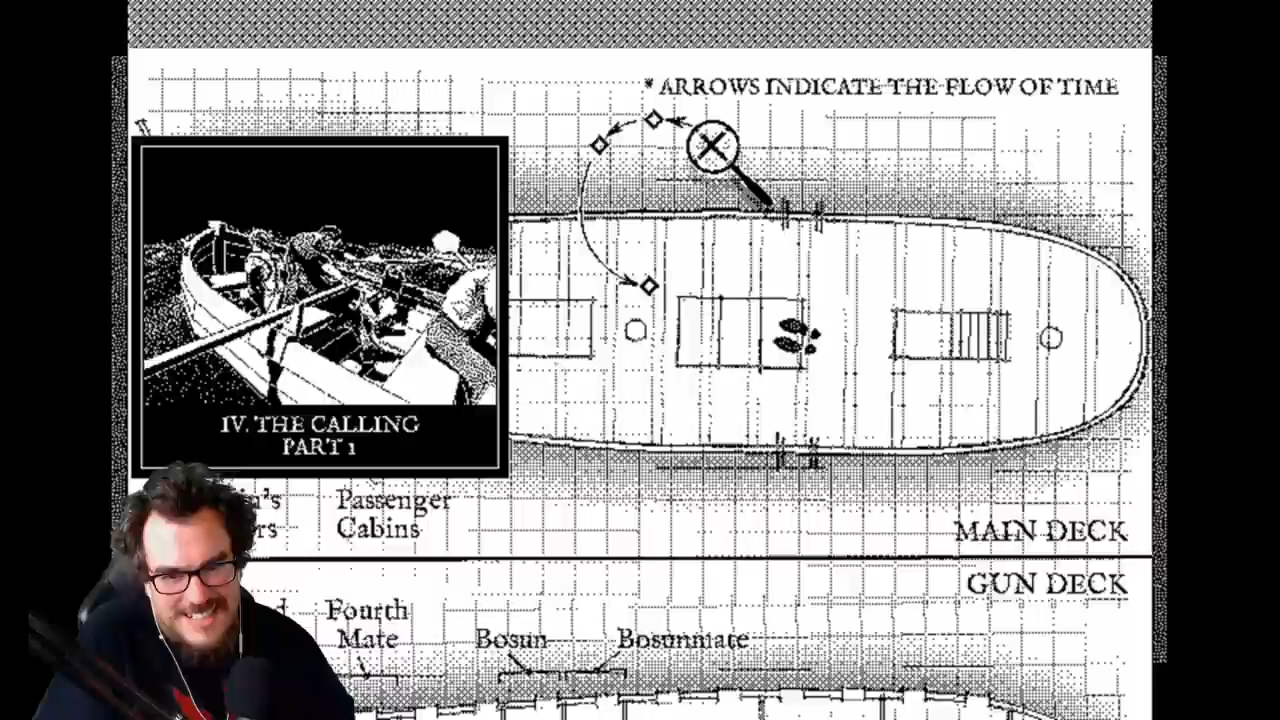 * ARROWS INDICATE THE FLOW OF TIME
IV. THE CALLING
PART 1
Passenger
Cabins
MAIN DECK
GUN DECK
Fourth
Mate
Bosun
Bosunmate